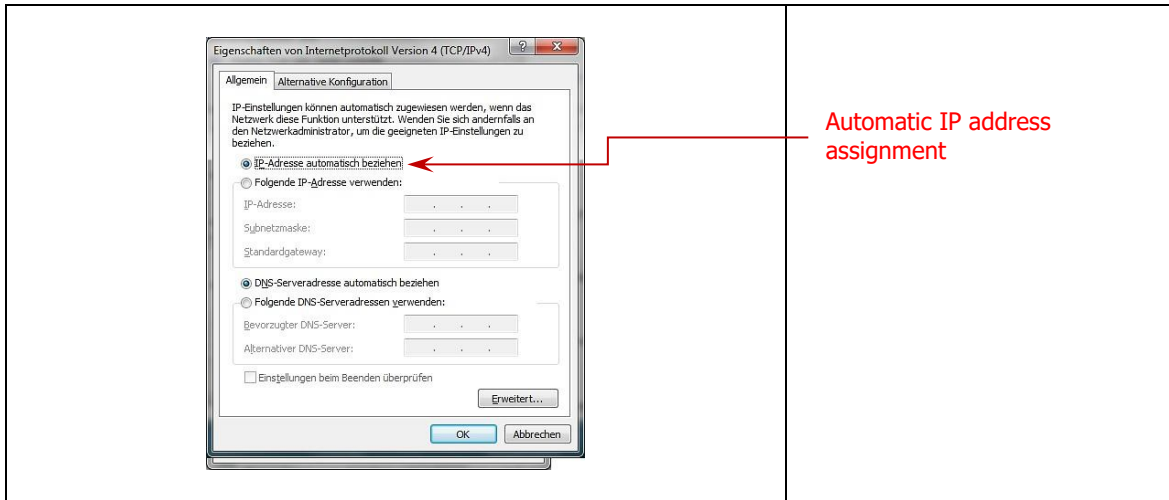 Eigenschaften von Internetprotokoll Version 4 (TCP/IPv4)
Allgemein
Alternative Konfiguration
IP-Einstellungen können automatisch zugewiesen werden, wenn das
Netzwerk diese Funktion unterstützt. Wenden Sie sich andernfalls an
den Netzwerkadministrator, um die geeigneten IP-Einstellungen zu
beziehen.
IP-Adresse automatisch beziehen
Folgende IP-Adresse verwenden:
IP-Adresse:
Subnetzmaske:
Standardgateway:
DNS-Serveradresse automatisch beziehen
Folgende DNS-Serveradressen verwenden:
Bevorzugter DNS-Server:
Alternativer DNS-Server:
Einstellungen beim Beenden überprüfen
Erweitert...
OK
Abbrechen
Automatic IP address
assignment